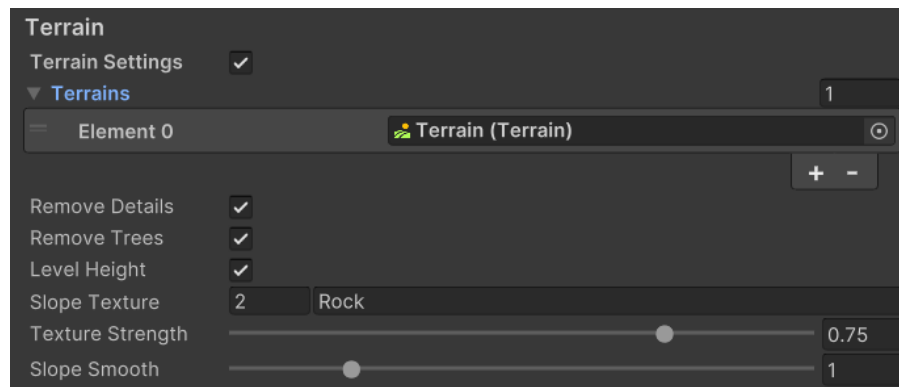 Terrain
Terrain Settings
Terrains 1
Element 0 Terrain (Terrain)
+ -
Remove Details
Remove Trees
Level Height
Slope Texture 2 Rock
Texture Strength 0.75
Slope Smooth 1